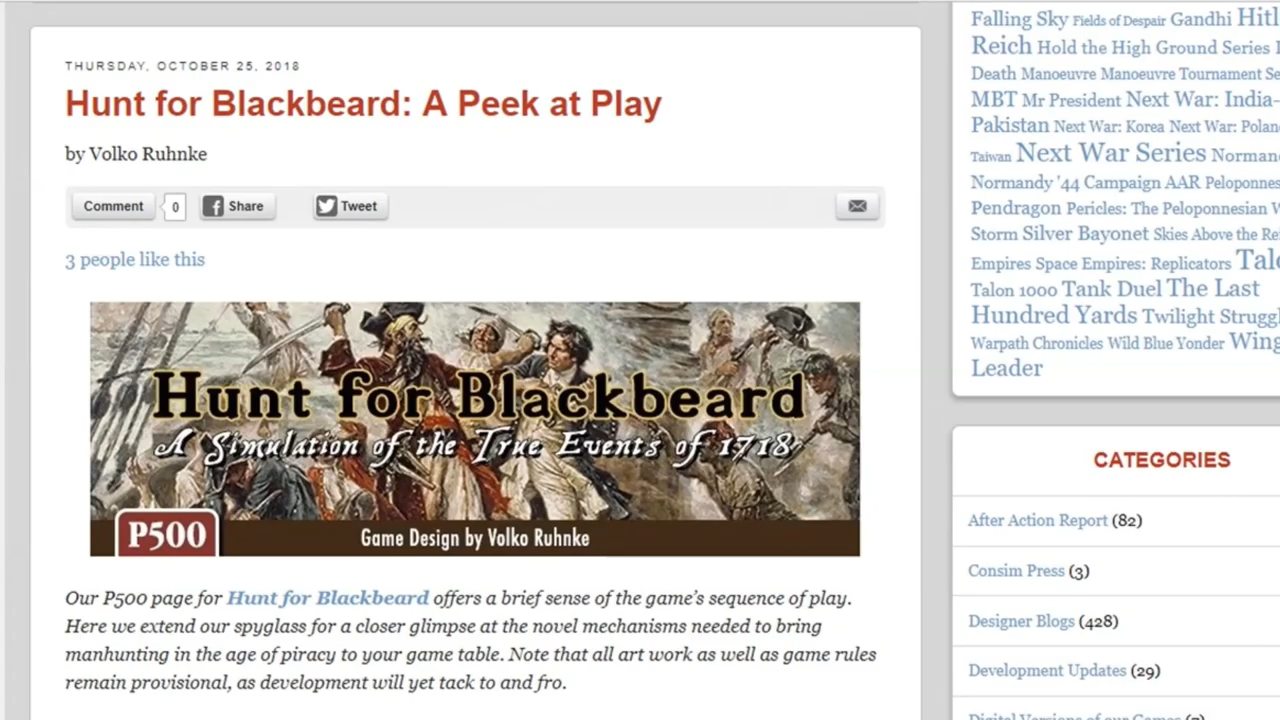 THURSDAY, OCTOBER 25, 2018
Hunt for Blackbeard: A Peek at Play
by Volko Ruhnke
Comment 0 Share Tweet
3 people like this
Hunt for Blackbeard
A Simulation of the True Events of 1718
P500
Game Design by Volko Ruhnke
Our P500 page for Hunt for Blackbeard offers a brief sense of the game's sequence of play.
Here we extend our spyglass for a closer glimpse at the novel mechanisms needed to bring
manhunting in the age of piracy to your game table. Note that all art work as well as game rules
remain provisional, as development will yet tack to and fro.
Falling Sky Fields of Despair Gandhi
Reich Hold the High Ground Series
Death Manoeuvre Manoeuvre Tournament
MBT Mr President Next War: India-
Pakistan Next War: Korea Next War:
Taiwan Next War Series
Normandy '44 Campaign AAR
Pendragon Pericles: The Peloponnesian
Storm Silver Bayonet Skies Above the
Empires Space Empires: Replicators
Talon 1000 Tank Duel The Last
Hundred Yards Twilight
Warpath Chronicles Wild Blue Yonder
Leader
CATEGORIES
After Action Report (82)
Consim Press (3)
Designer Blogs (428)
Development Updates (29)
Digital Versions of our Games